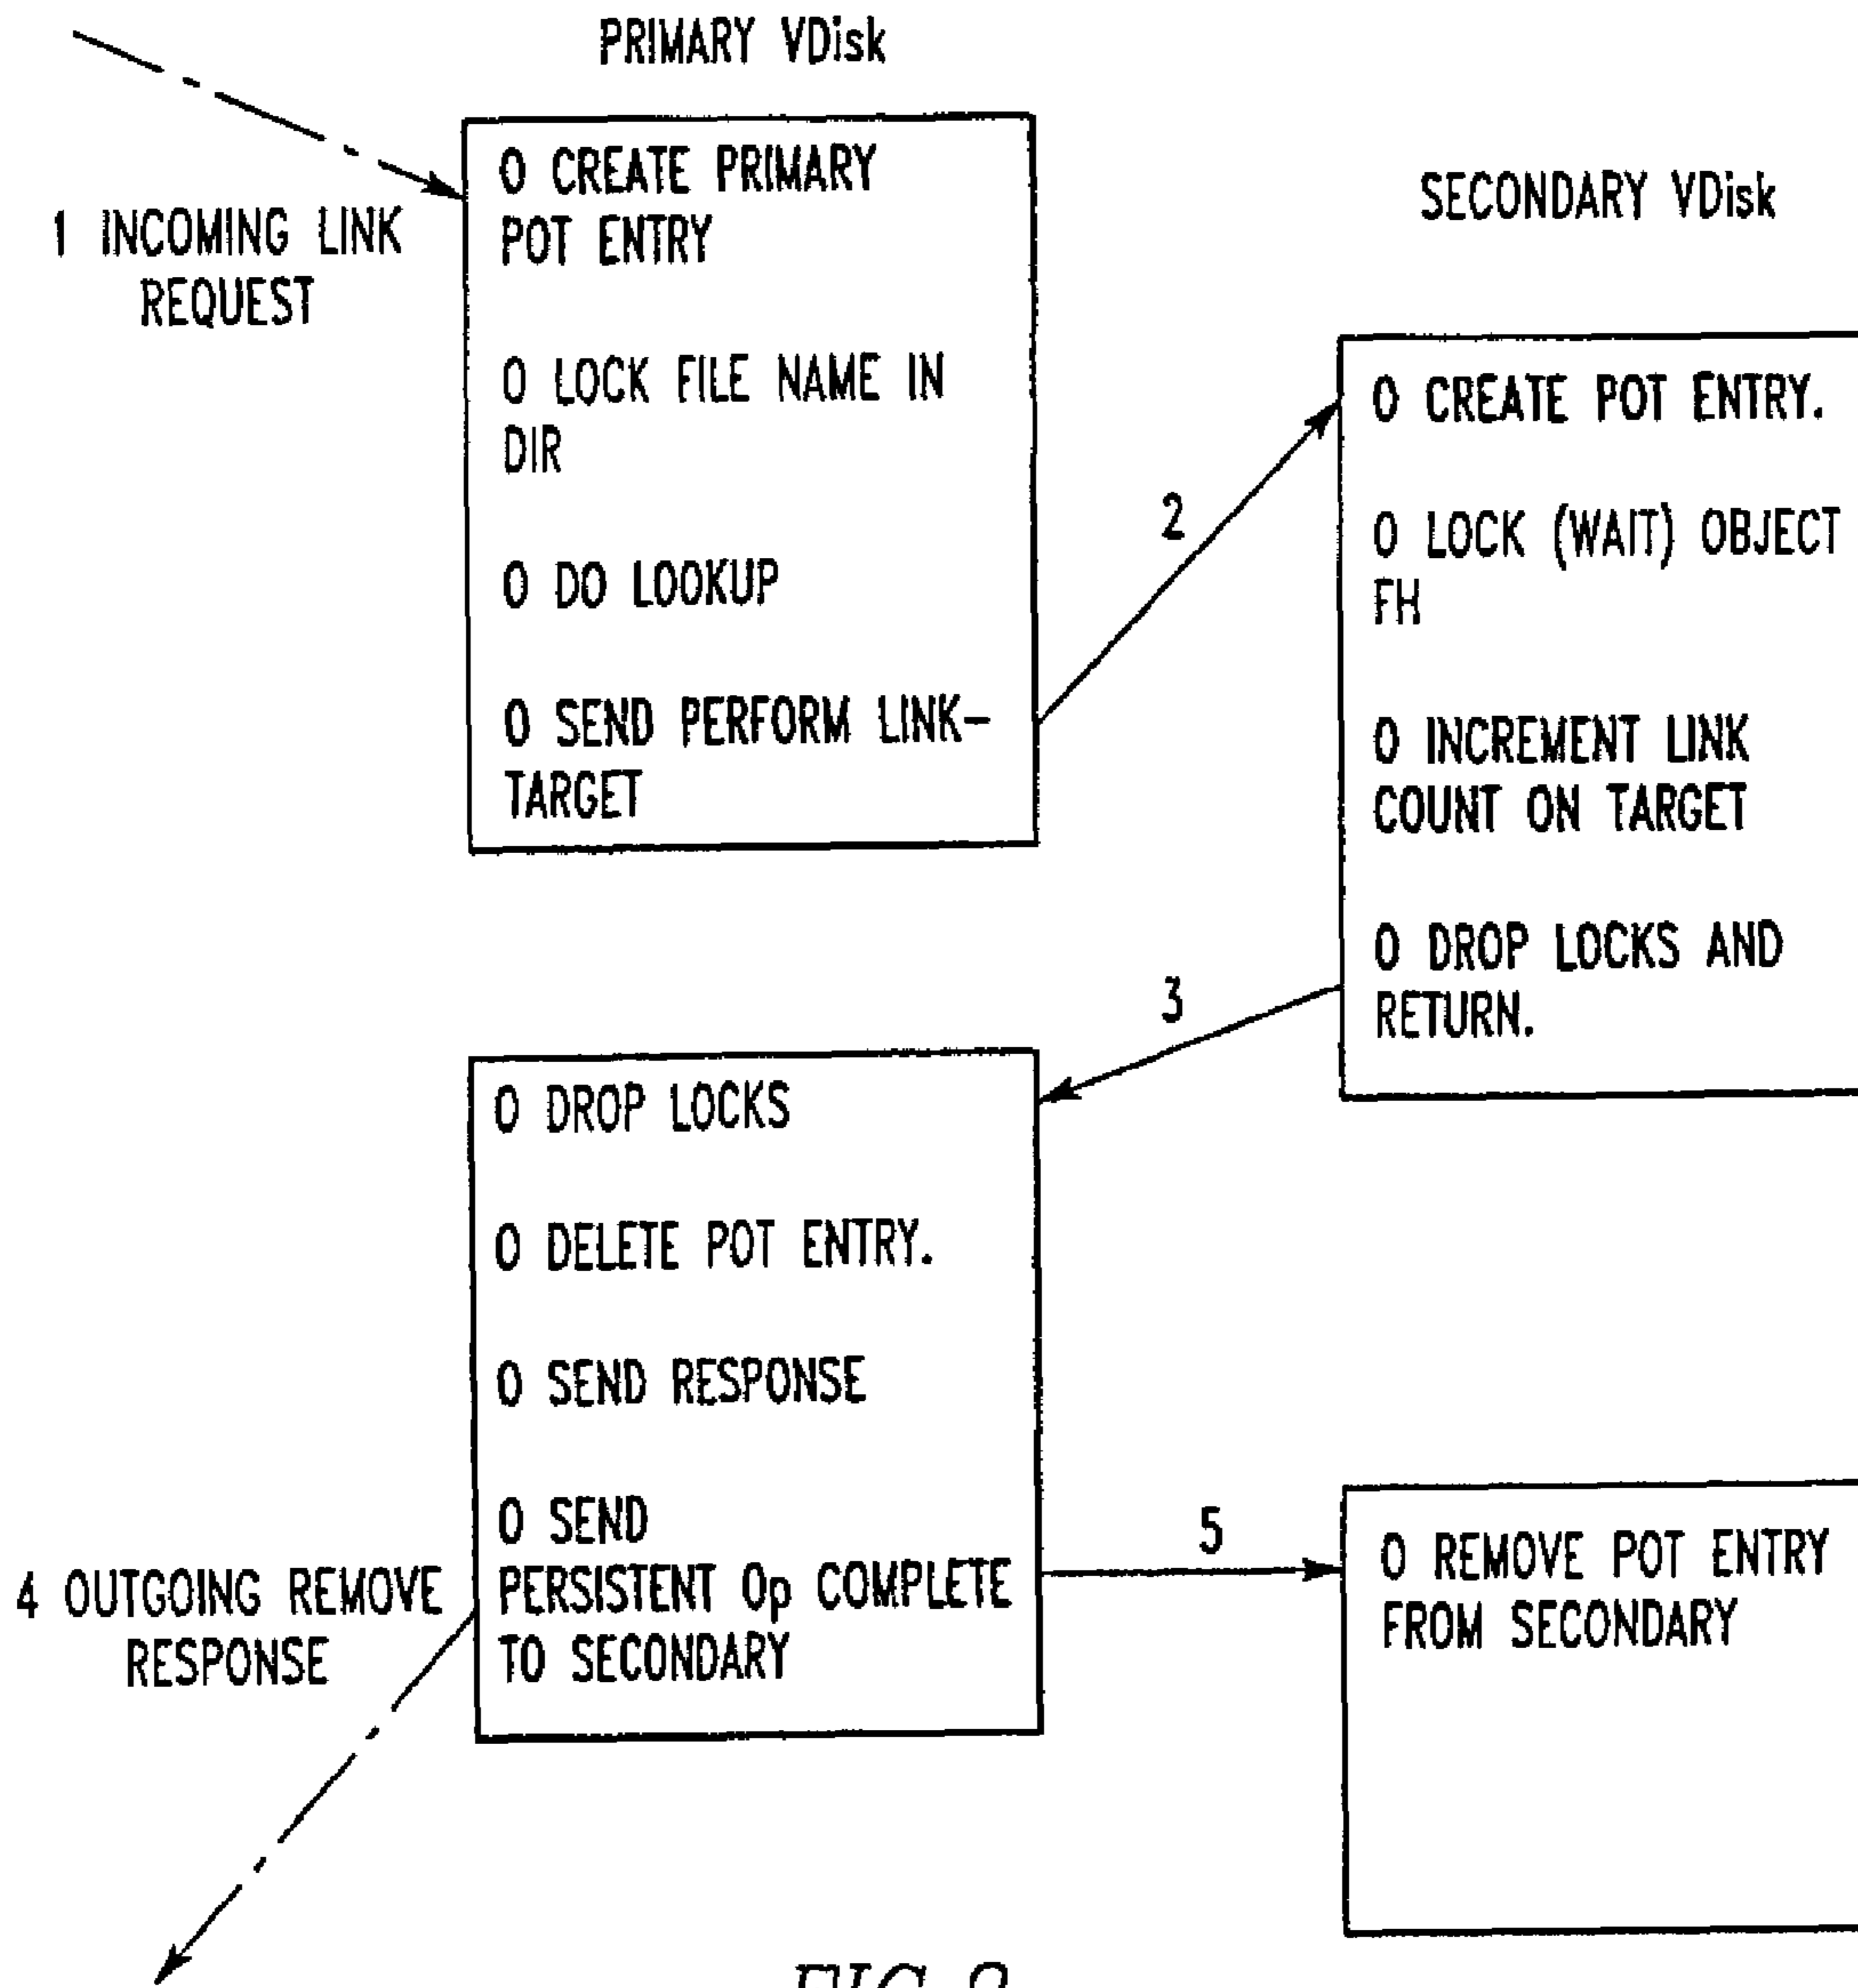 PRIMARY VDisk
O CREATE PRIMARY
POT ENTRY
O LOCK FILE NAME IN
DIR
O DO LOOKUP
O SEND PERFORM LINK-
TARGET
1 INCOMING LINK
REQUEST
SECONDARY VDisk
2
O CREATE POT ENTRY.
O LOCK (WAIT) OBJECT
FH
O INCREMENT LINK
COUNT ON TARGET
O DROP LOCKS AND
RETURN.
3
O DROP LOCKS
O DELETE POT ENTRY.
O SEND RESPONSE
O SEND
PERSISTENT Op COMPLETE
TO SECONDARY
4 OUTGOING REMOVE
RESPONSE
5
O REMOVE POT ENTRY
FROM SECONDARY